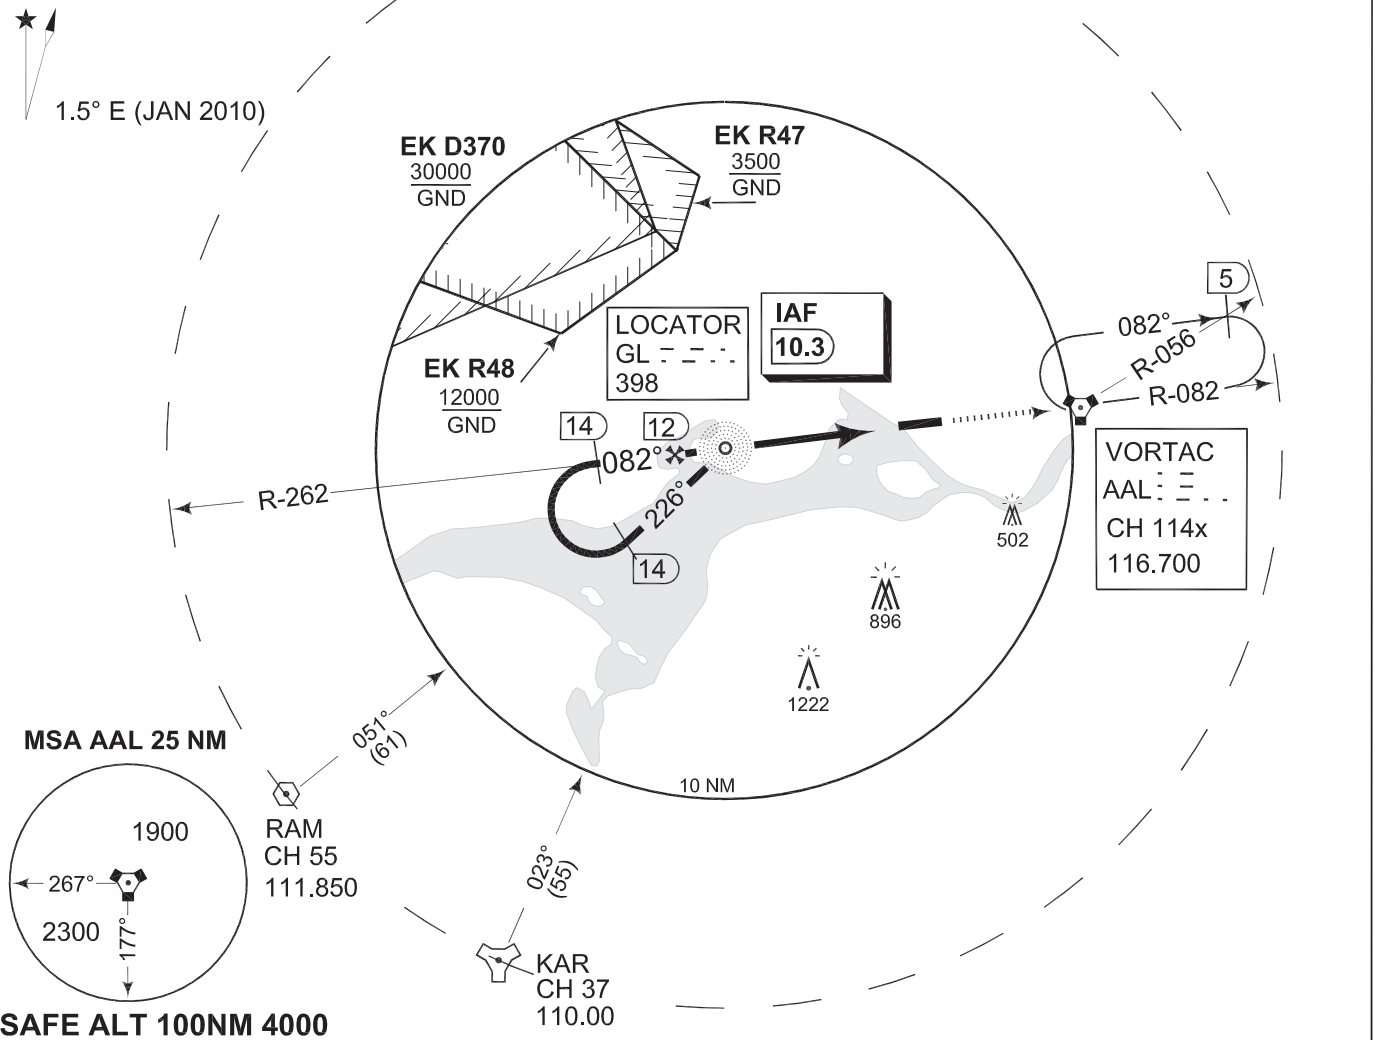 1.5° E (JAN 2010)
EK D370
30000
GND
EK R47
3500
GND
5
082°
R-056
R-082
LOCATOR
GL
398
IAF
10.3
EK R48
12000
GND
14
12
082°
226°
14
R-262
VORTAC
AAL
CH 114x
116.700
502
896
1222
10 NM
051°
(61)
MSA AAL 25 NM
1900
267°
2300
177°
SAFE ALT 100NM 4000
RAM
CH 55
111.850
023°
(55)
KAR
CH 37
110.00